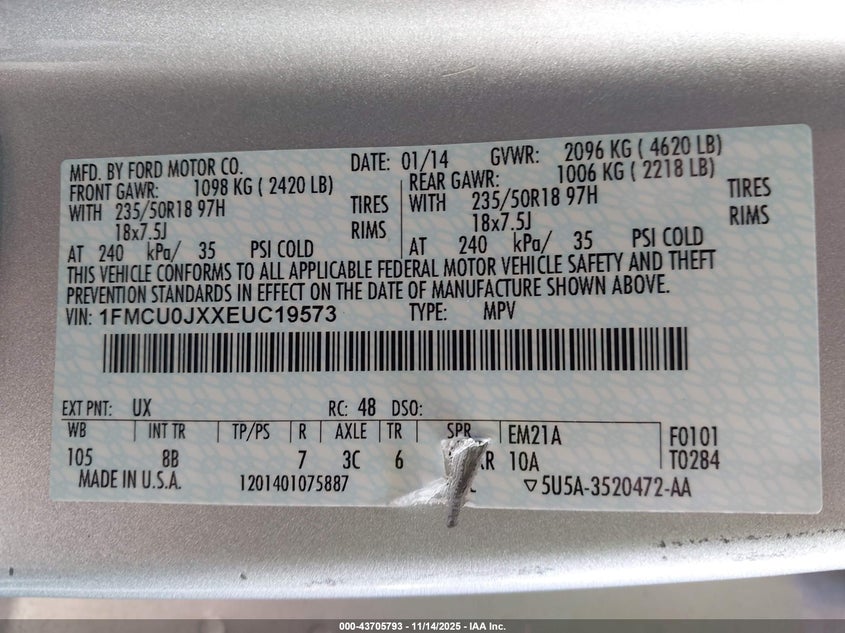 MFD. BY FORD MOTOR CO. DATE: 01/14 GVWR: 2096 KG ( 4620 LB)
FRONT GAWR: 1098 KG ( 2420 LB) REAR GAWR: 1006 KG ( 2218 LB)
WITH 235/50R18 97H TIRES WITH 235/50R18 97H TIRES
18x7.5J RIMS 18x7.5J RIMS
AT 240 kPa/ 35 PSI COLD AT 240 kPa/ 35 PSI COLD
THIS VEHICLE CONFORMS TO ALL APPLICABLE FEDERAL MOTOR VEHICLE SAFETY AND THEFT
PREVENTION STANDARDS IN EFFECT ON THE DATE OF MANUFACTURE SHOWN ABOVE.
VIN: 1FMCU0JXXEUC19573 TYPE: MPV
EXT PNT: UX RC: 48 DSO:
WB INT TR TP/PS R AXLE TR SPR EM21A F0101
105 8B 7 3C 6 10A T0284
MADE IN U.S.A. 1201401075887 ▽5U5A-3520472-AA
000-43705793 - 11/14/2025 - IAA Inc.